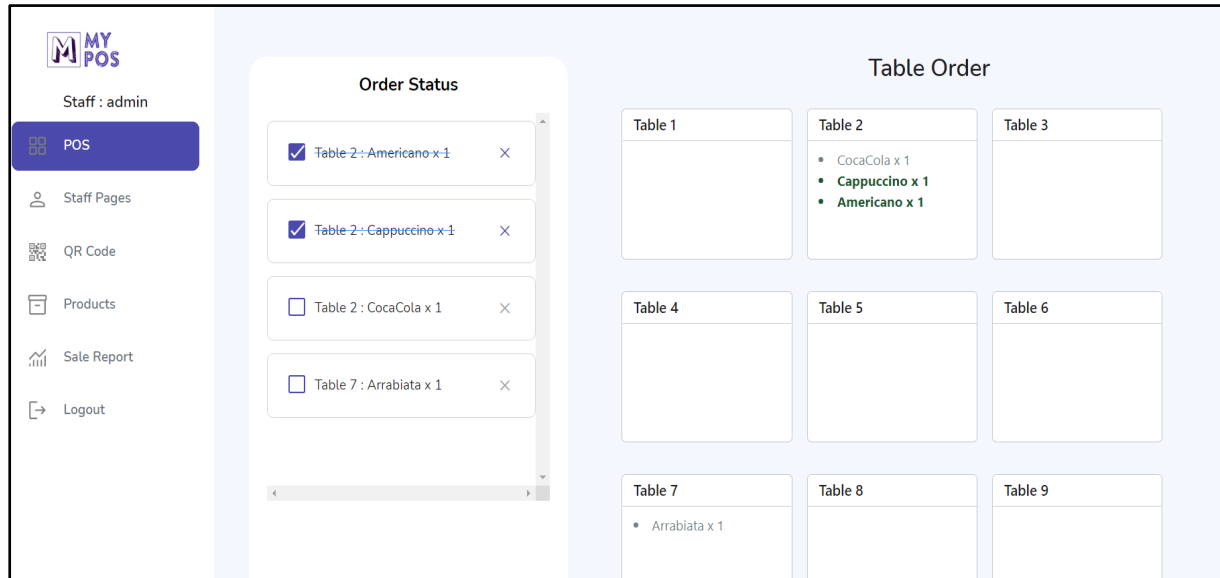 MY
POS
Staff : admin
POS
Staff Pages
QR Code
Products
Sale Report
Logout
Order Status
Table 2 : Americano x 1
Table 2 : Cappuccino x 1
Table 2 : CocaCola x 1
Table 7 : Arrabiata x 1
Table Order
Table 1
Table 2
CocaCola x 1
Cappuccino x 1
Americano x 1
Table 3
Table 4
Table 5
Table 6
Table 7
Arrabiata x 1
Table 8
Table 9